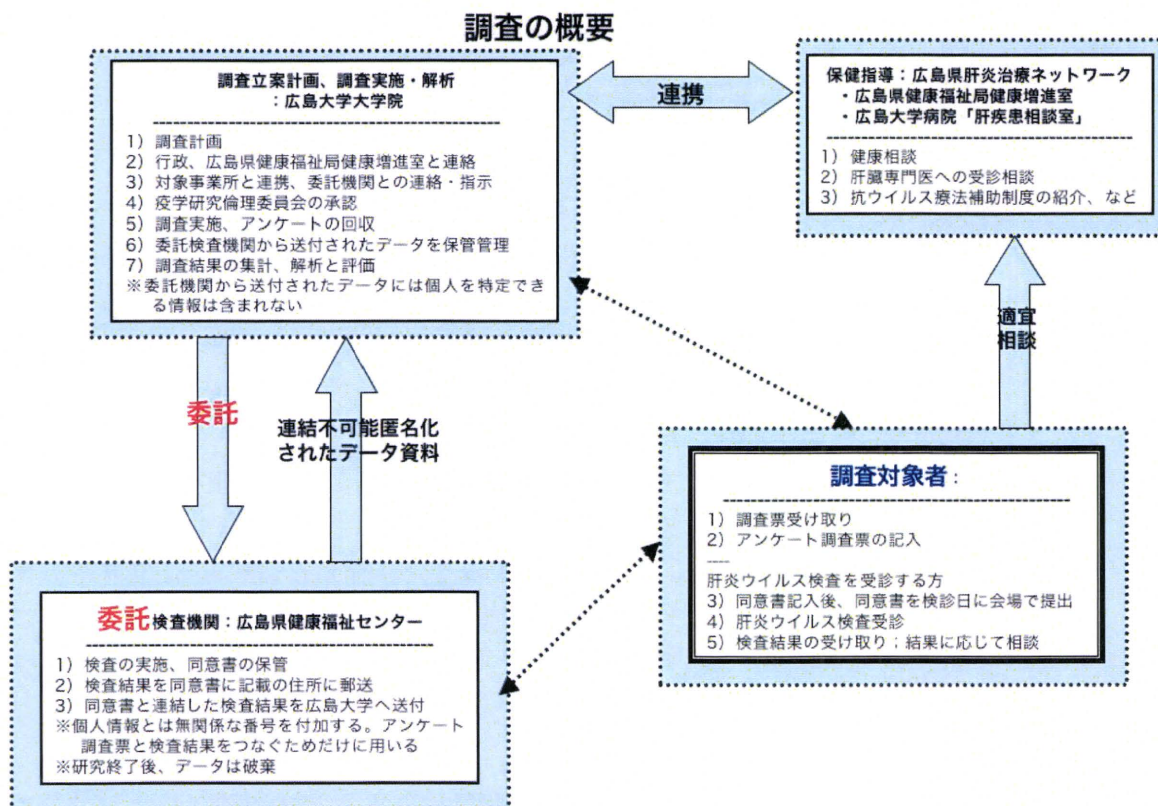 調査の概要
調査立案計画、調査実施・解析
：広島大学大学院
1）調査計画
2）行政、広島県健康福祉局健康増進室と連絡
3）対象事業所と連携、委託機関との連絡・指示
4）疫学研究倫理委員会の承認
5）調査実施、アンケートの回収
6）委託検査機関から送付されたデータを保管管理
7）調査結果の集計、解析と評価
※委託機関から送付されたデータには個人を特定でき
る情報は含まれない
連携
保健指導：広島県肝炎治療ネットワーク
・広島県健康福祉局健康増進室
・広島大学病院「肝疾患相談室」
1）健康相談
2）肝臓専門医への受診相談
3）抗ウイルス療法補助制度の紹介、など
適宜
相談
委託
連結不可能匿名化
されたデータ資料
調査対象者：
1）調査票受け取り
2）アンケート調査票の記入
----
肝炎ウイルス検査を受診する方
3）同意書記入後、同意書を検診日に会場で提出
4）肝炎ウイルス検査受診
5）検査結果の受け取り；結果に応じて相談
委託検査機関：広島県健康福祉センター
1）検査の実施、同意書の保管
2）検査結果を同意書に記載の住所に郵送
3）同意書と連結した検査結果を広島大学へ送付
※個人情報とは無関係な番号を付加する。アンケート
調査票と検査結果をつなぐためだけに用いる
※研究終了後、データは破棄